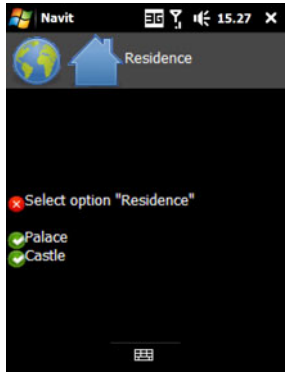 Navit 3G 15.27
Residence
Select option "Residence"
Palace
Castle